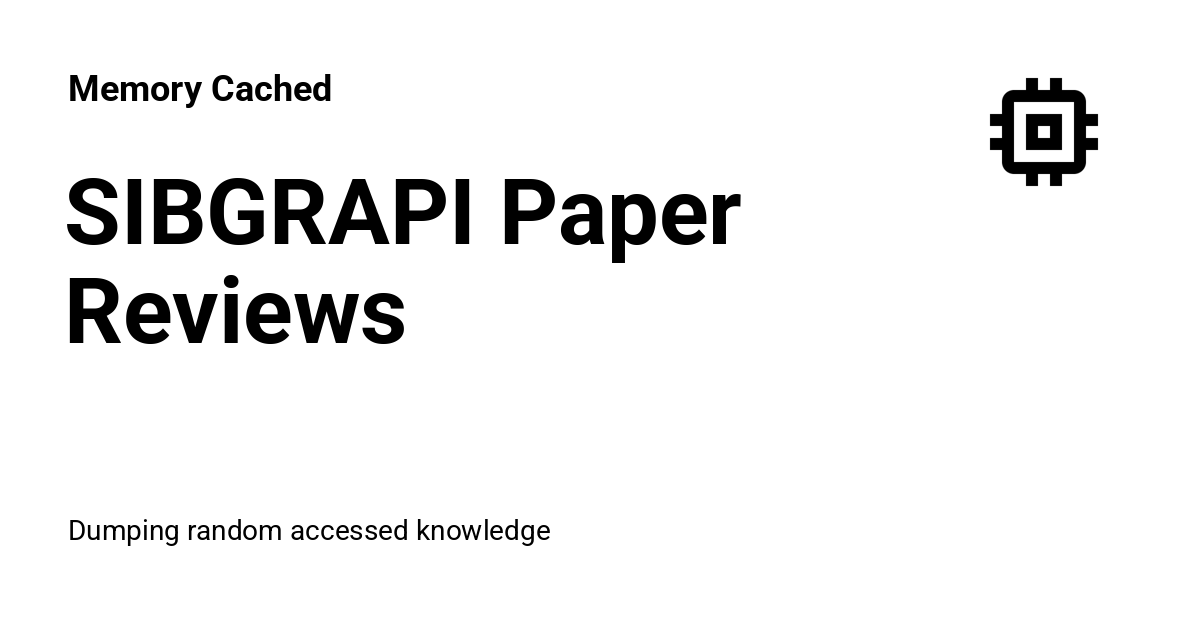 Memory Cached
SIBGRAPI Paper
Reviews
Dumping random accessed knowledge